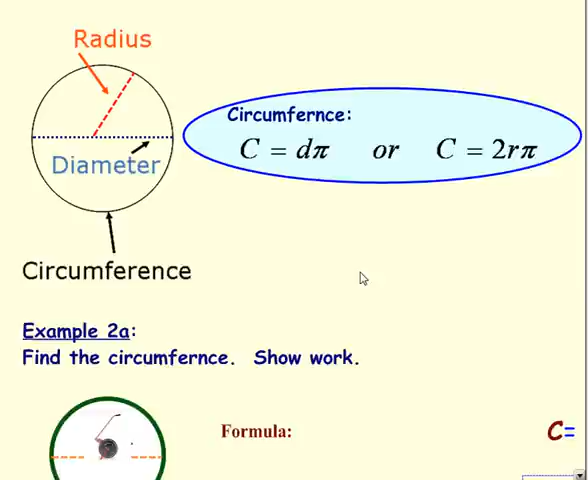 Radius
Circumfernce:
C = dπ or C = 2rπ
Diameter
Circumference
Example 2a:
Find the circumfernce. Show work.
Formula:
C=